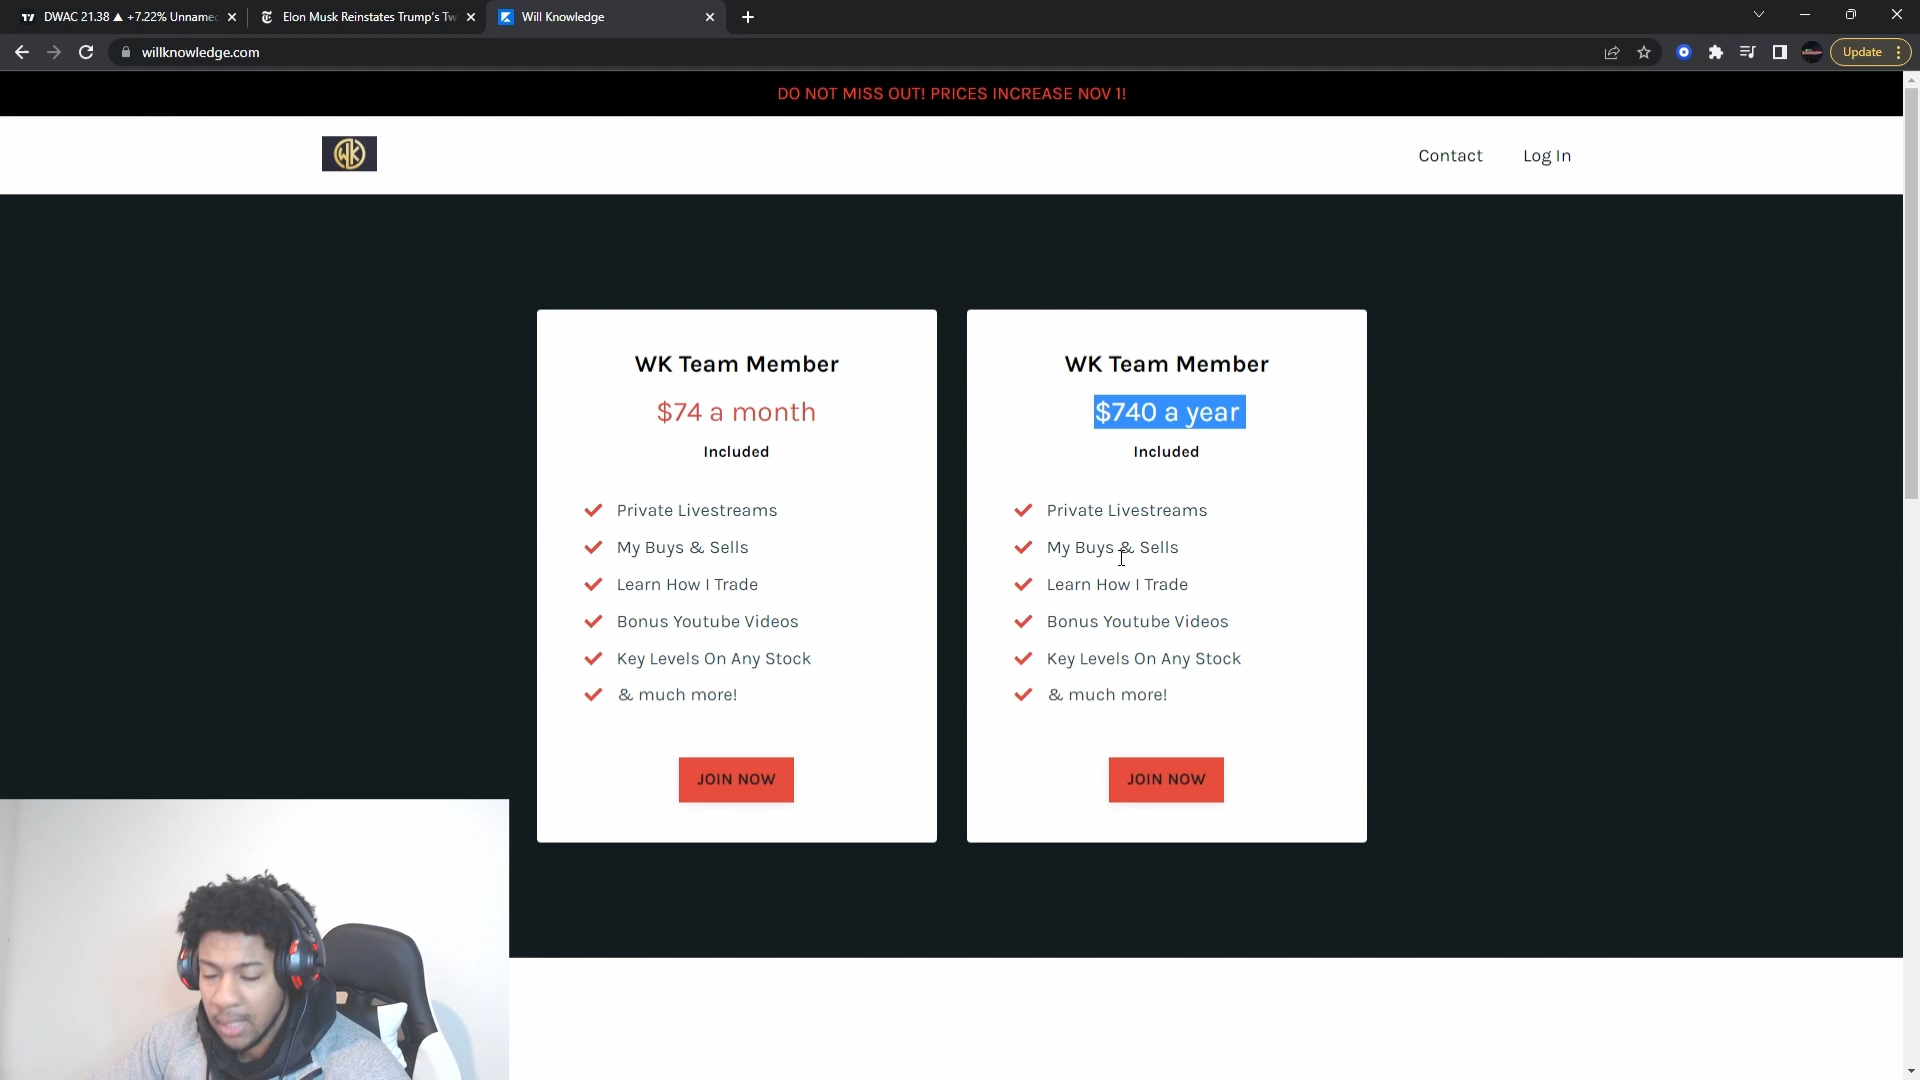 DWAC 21.38 ▲ +7.22% Unname
Elon Musk Reinstates Trump's Tw
Will Knowledge
willknowledge.com
Update
DO NOT MISS OUT! PRICES INCREASE NOV 1!
WK
Contact
Log In
WK Team Member
$74 a month
Included
Private Livestreams
My Buys & Sells
Learn How I Trade
Bonus Youtube Videos
Key Levels On Any Stock
& much more!
JOIN NOW
WK Team Member
$740 a year
Included
Private Livestreams
My Buys & Sells
Learn How I Trade
Bonus Youtube Videos
Key Levels On Any Stock
& much more!
JOIN NOW